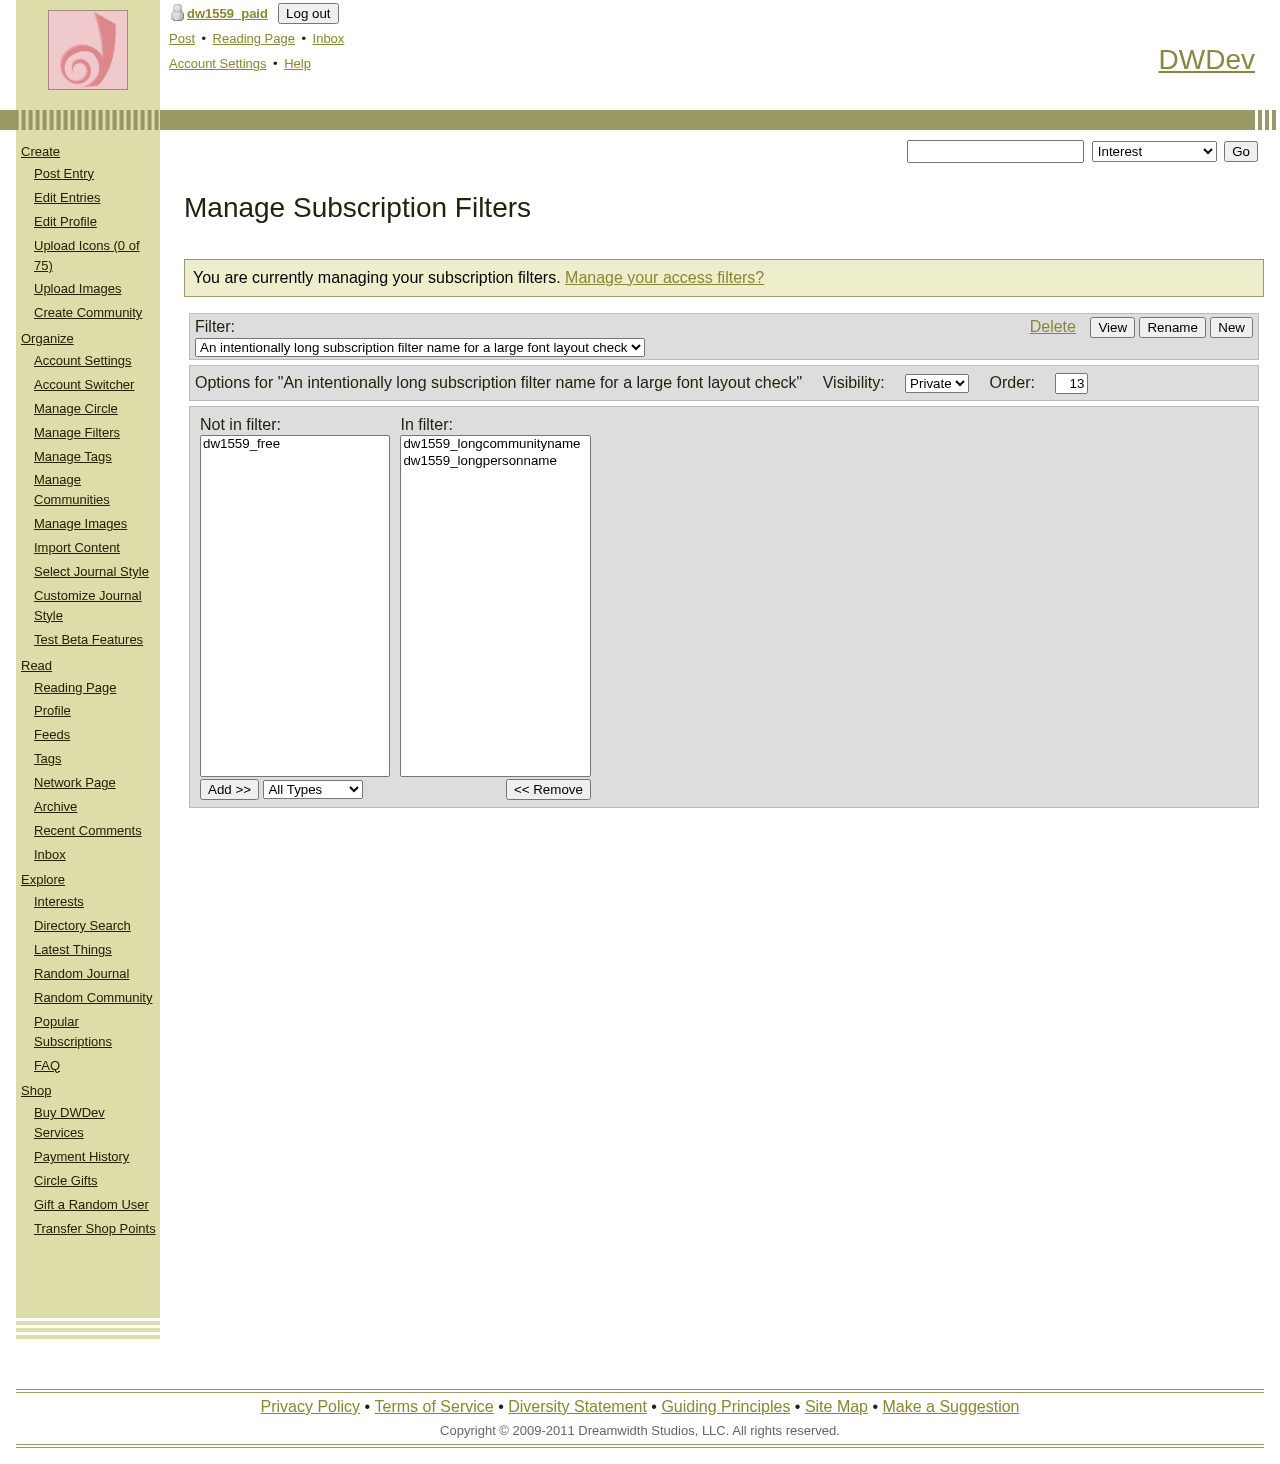 dw1559_paid Log out
Post • Reading Page • Inbox
Account Settings • Help
DWDev
Interest Go
Create
Post Entry
Edit Entries
Edit Profile
Upload Icons (0 of
75)
Upload Images
Create Community
Organize
Account Settings
Account Switcher
Manage Circle
Manage Filters
Manage Tags
Manage
Communities
Manage Images
Import Content
Select Journal Style
Customize Journal
Style
Test Beta Features
Read
Reading Page
Profile
Feeds
Tags
Network Page
Archive
Recent Comments
Inbox
Explore
Interests
Directory Search
Latest Things
Random Journal
Random Community
Popular
Subscriptions
FAQ
Shop
Buy DWDev
Services
Payment History
Circle Gifts
Gift a Random User
Transfer Shop Points
Manage Subscription Filters
You are currently managing your subscription filters. Manage your access filters?
Filter: Delete View Rename New
An intentionally long subscription filter name for a large font layout check
Options for "An intentionally long subscription filter name for a large font layout check" Visibility: Private Order: 13
Not in filter: In filter:
dw1559_free dw1559_longcommunityname
dw1559_longpersonname
Add >> All Types << Remove
Privacy Policy • Terms of Service • Diversity Statement • Guiding Principles • Site Map • Make a Suggestion
Copyright © 2009-2011 Dreamwidth Studios, LLC. All rights reserved.